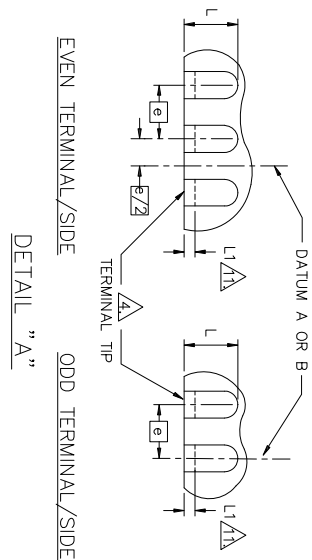 DATUM A OR B
L
L1 11.
e
e/2
4.
TERMINAL TIP
EVEN TERMINAL/SIDE
L
L1 11.
e
ODD TERMINAL/SIDE
DETAIL "A"